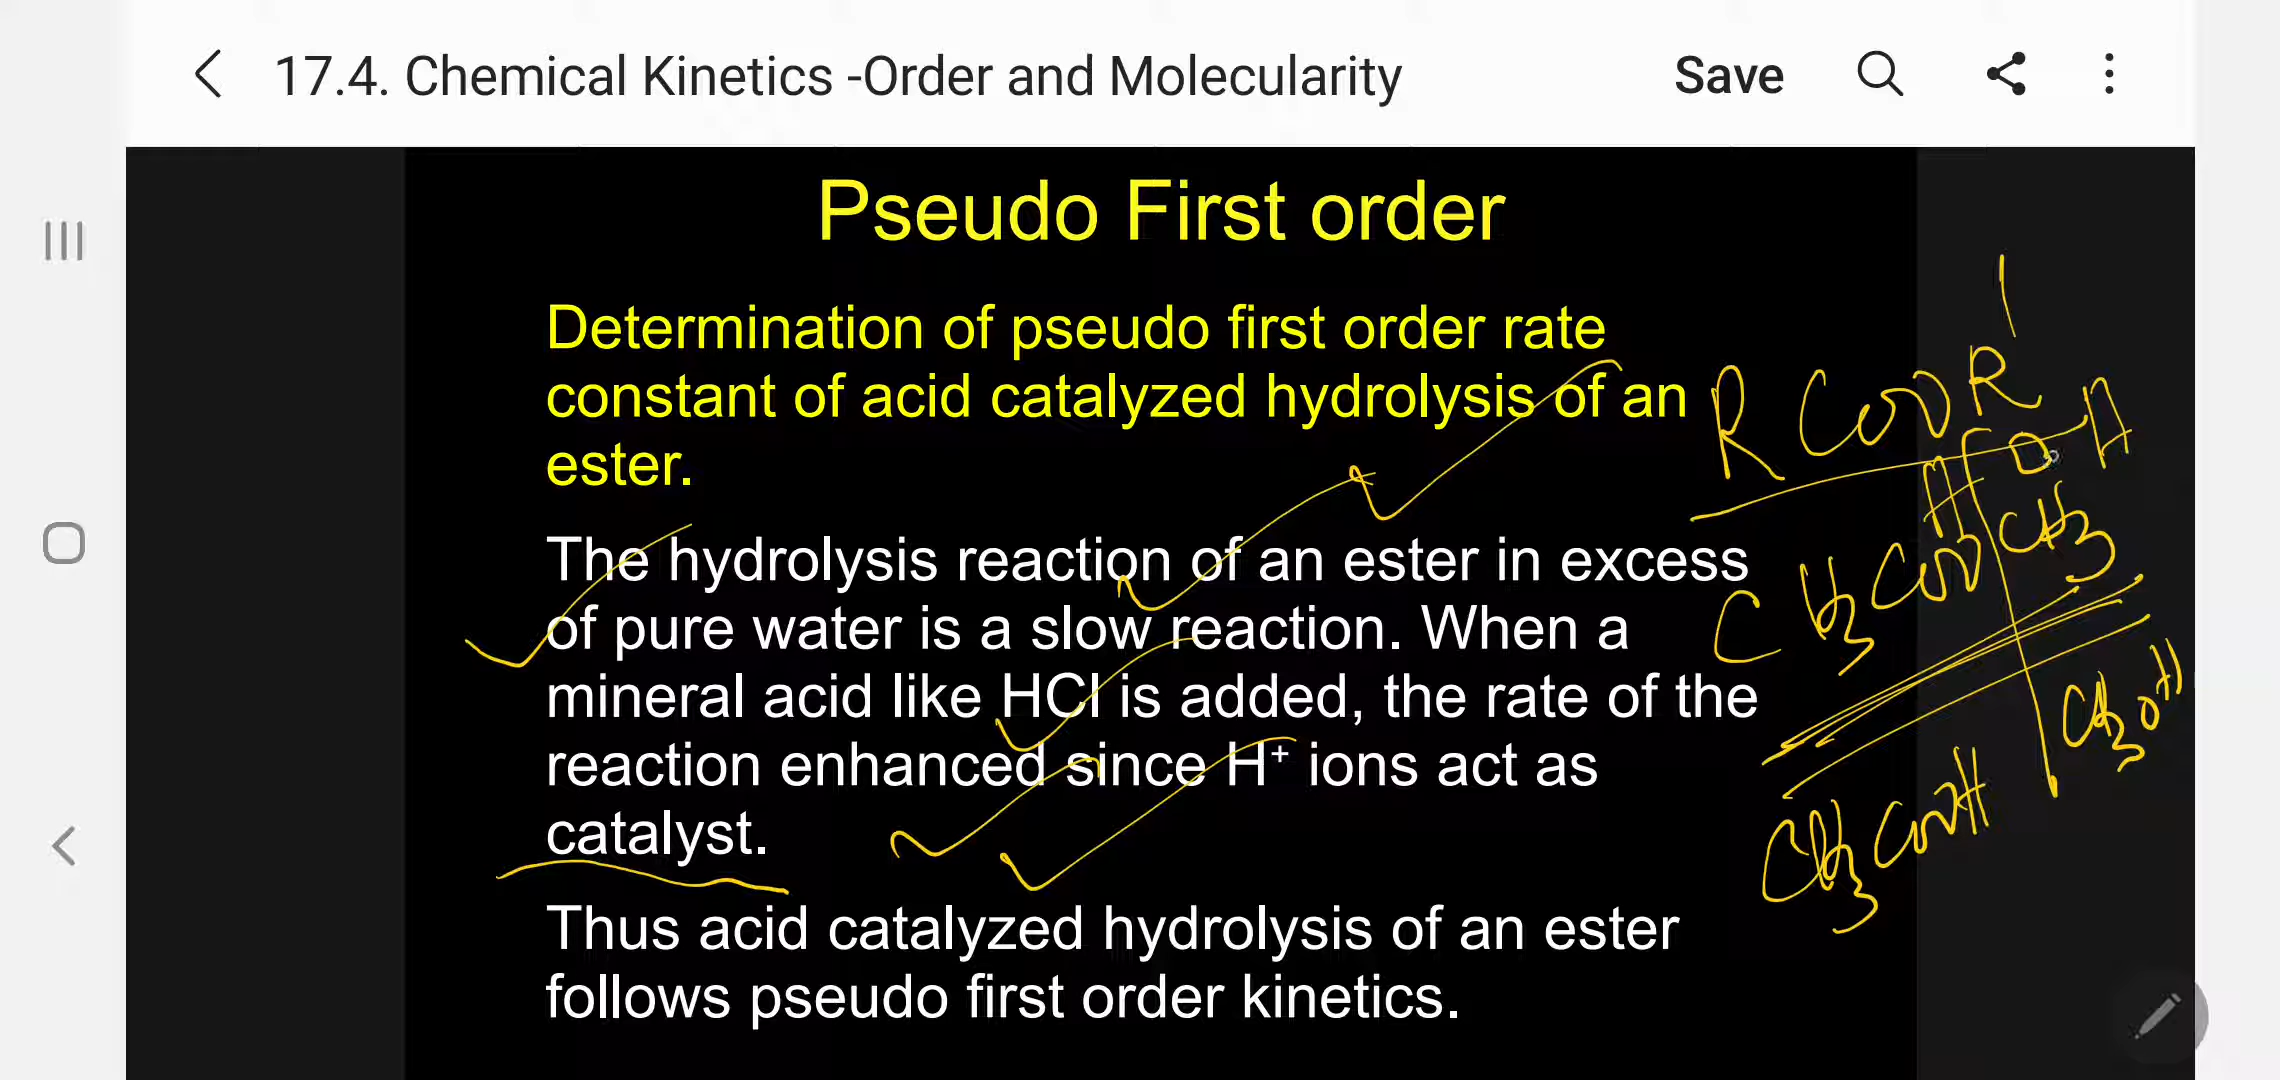 17.4. Chemical Kinetics -Order and Molecularity
Save
Pseudo First order
Determination of pseudo first order rate
constant of acid catalyzed hydrolysis of an
ester.
The hydrolysis reaction of an ester in excess
of pure water is a slow reaction. When a
mineral acid like HCl is added, the rate of the
reaction enhanced since H⁺ ions act as
catalyst.
Thus acid catalyzed hydrolysis of an ester
follows pseudo first order kinetics.
RCOOR'
H O H
CH3COOCH3
CH3OH
CH3COOH